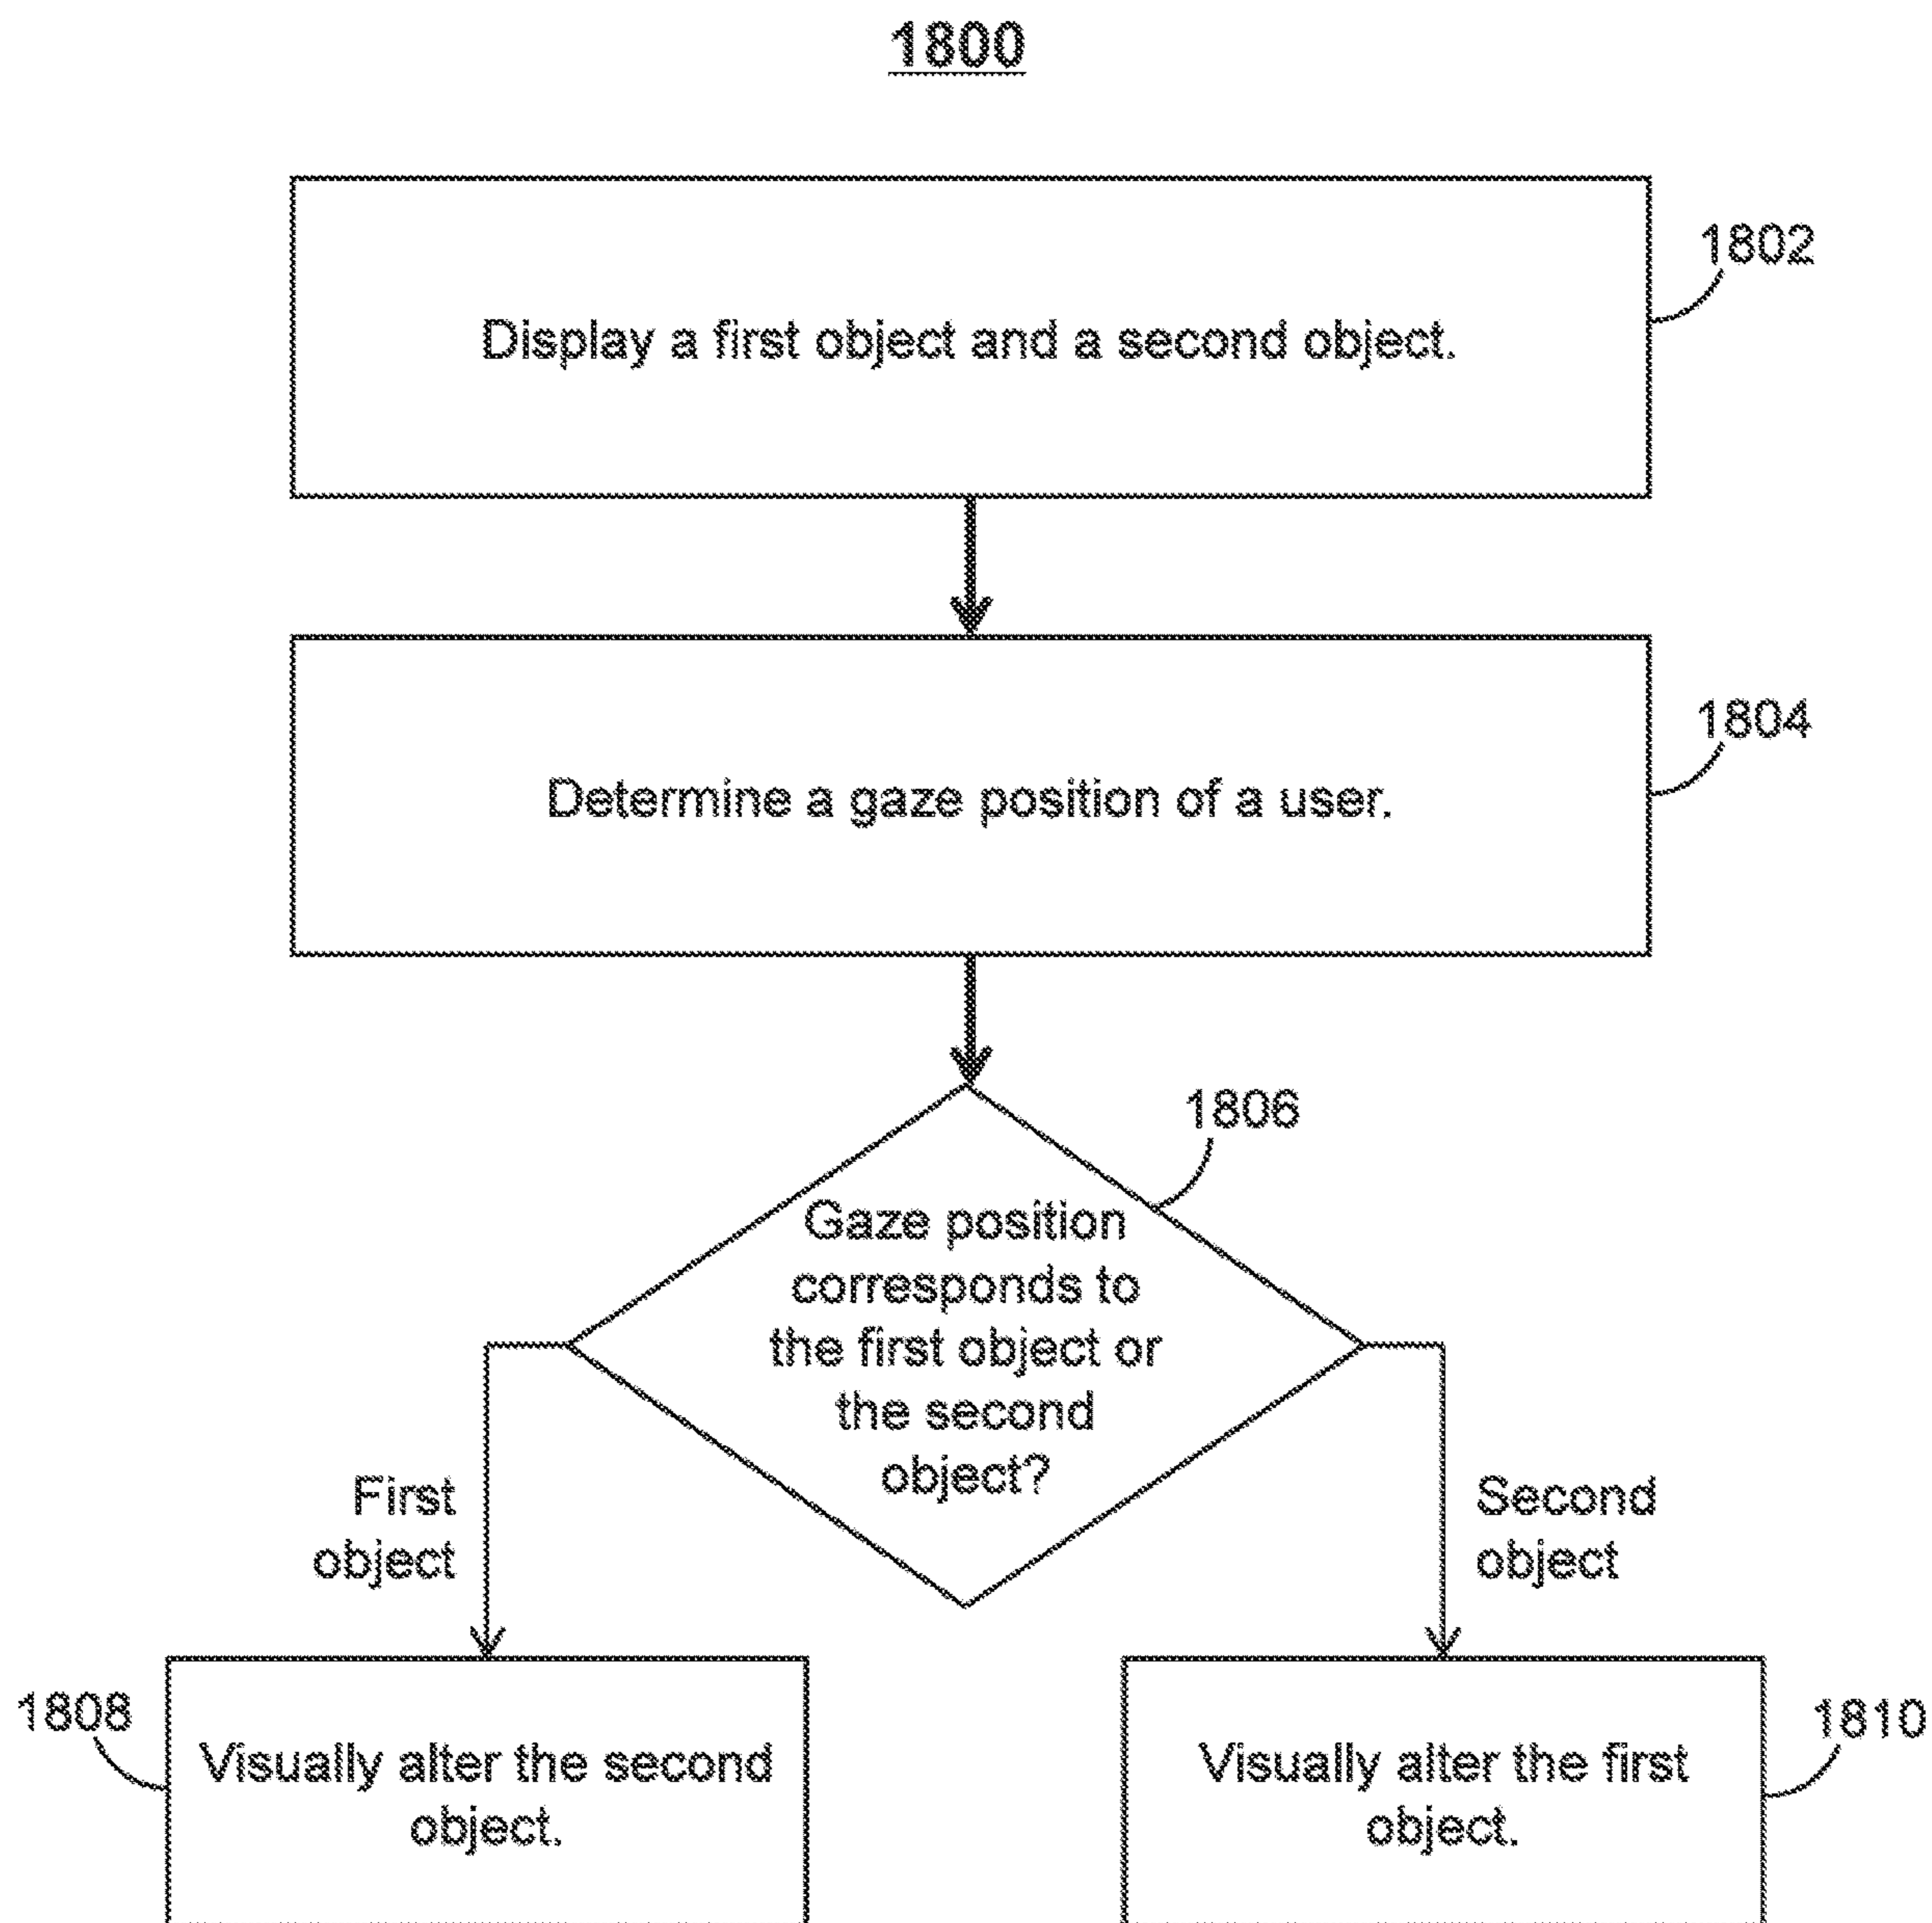 1800
1802
Display a first object and a second object.
1804
Determine a gaze position of a user.
1806
Gaze position
corresponds to
the first object or
the second
object?
First
object
Second
object
1808
Visually alter the second
object.
1810
Visually alter the first
object.